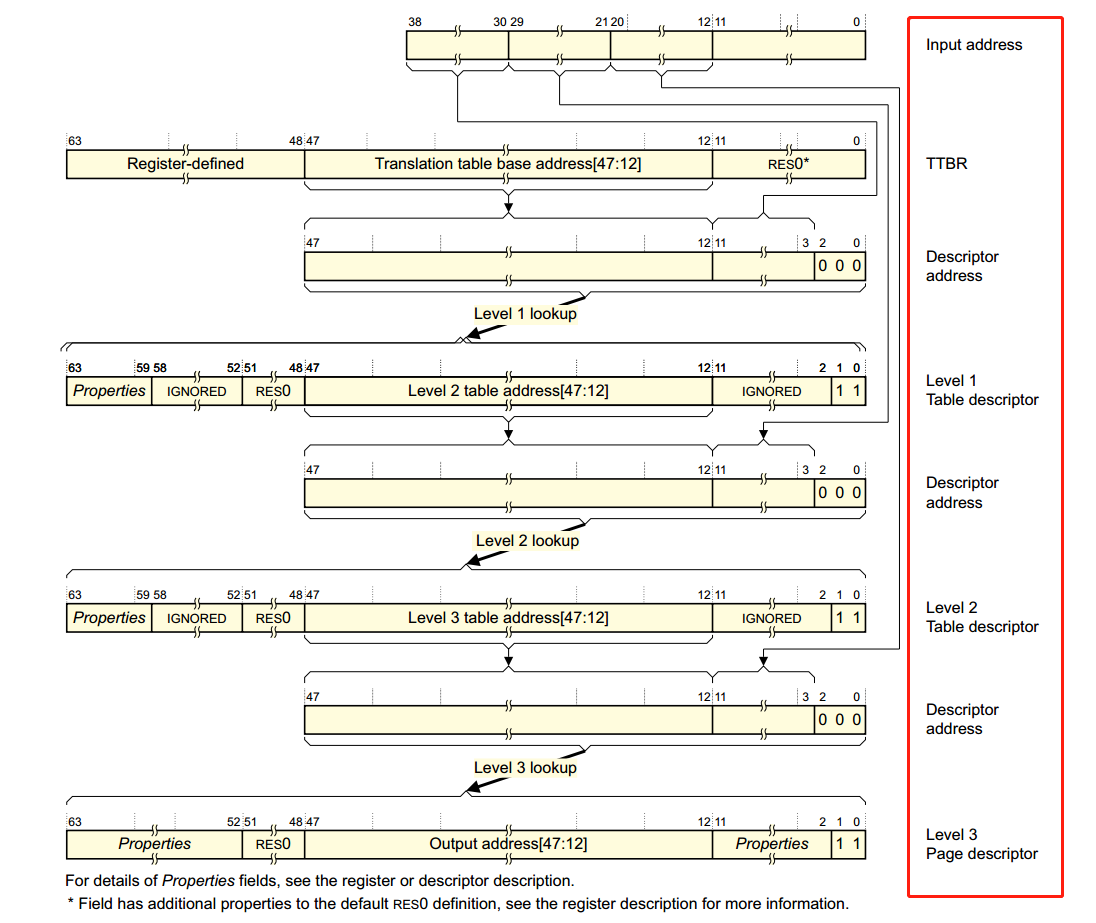 38 30 29 21 20 12 11 0
Input address
63 48 47 12 11 0
Register-defined Translation table base address[47:12] RES0* TTBR
47 12 11 3 2 0
0 0 0
Descriptor
address
Level 1 lookup
63 59 58 52 51 48 47 12 11 2 1 0
Properties IGNORED RES0 Level 2 table address[47:12] IGNORED 1 1
Level 1
Table descriptor
47 12 11 3 2 0
0 0 0
Descriptor
address
Level 2 lookup
63 59 58 52 51 48 47 12 11 2 1 0
Properties IGNORED RES0 Level 3 table address[47:12] IGNORED 1 1
Level 2
Table descriptor
47 12 11 3 2 0
0 0 0
Descriptor
address
Level 3 lookup
63 52 51 48 47 12 11 2 1 0
Properties RES0 Output address[47:12] Properties 1 1
Level 3
Page descriptor
For details of Properties fields, see the register or descriptor description.
* Field has additional properties to the default RES0 definition, see the register description for more information.